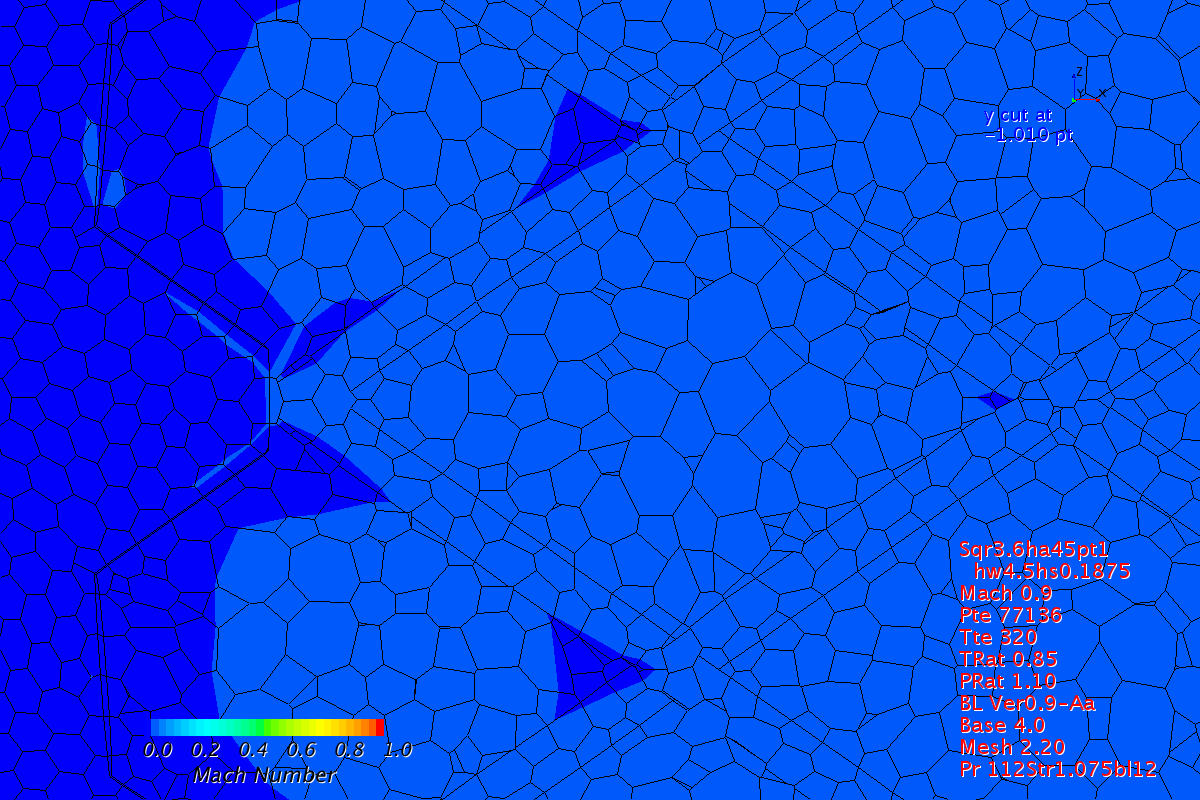 Z
Y X
y cut at
-1.010 pt
Sqr3.6ha45pt1
hw4.5hs0.1875
Mach 0.9
Pte 77136
Tte 320
TRat 0.85
PRat 1.10
BL Ver0.9-Aa
Base 4.0
Mesh 2.20
Pr 112Str1.075bl12
0.0 0.2 0.4 0.6 0.8 1.0
Mach Number